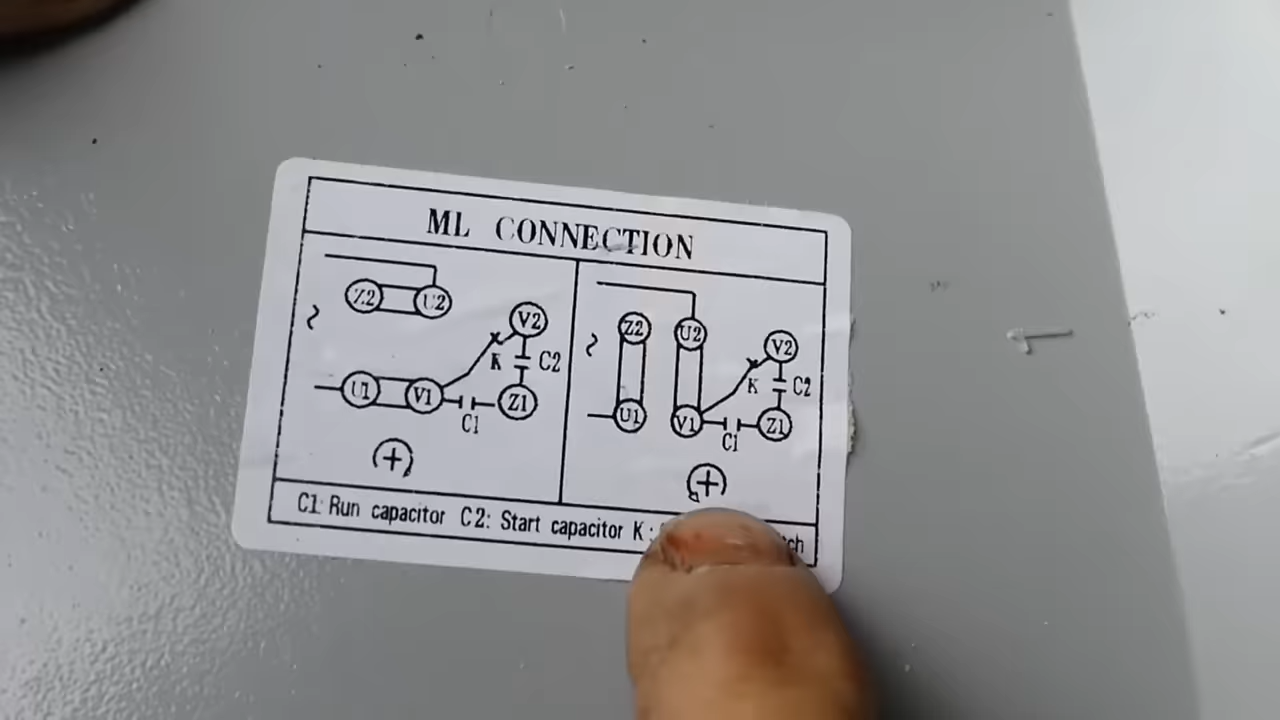 ML CONNECTION
~ Z2 U2 V2
K C2
U1 V1 C1 Z1
~ Z2 U2 V2
K C2
U1 V1 C1 Z1
C1: Run capacitor C2: Start capacitor K: